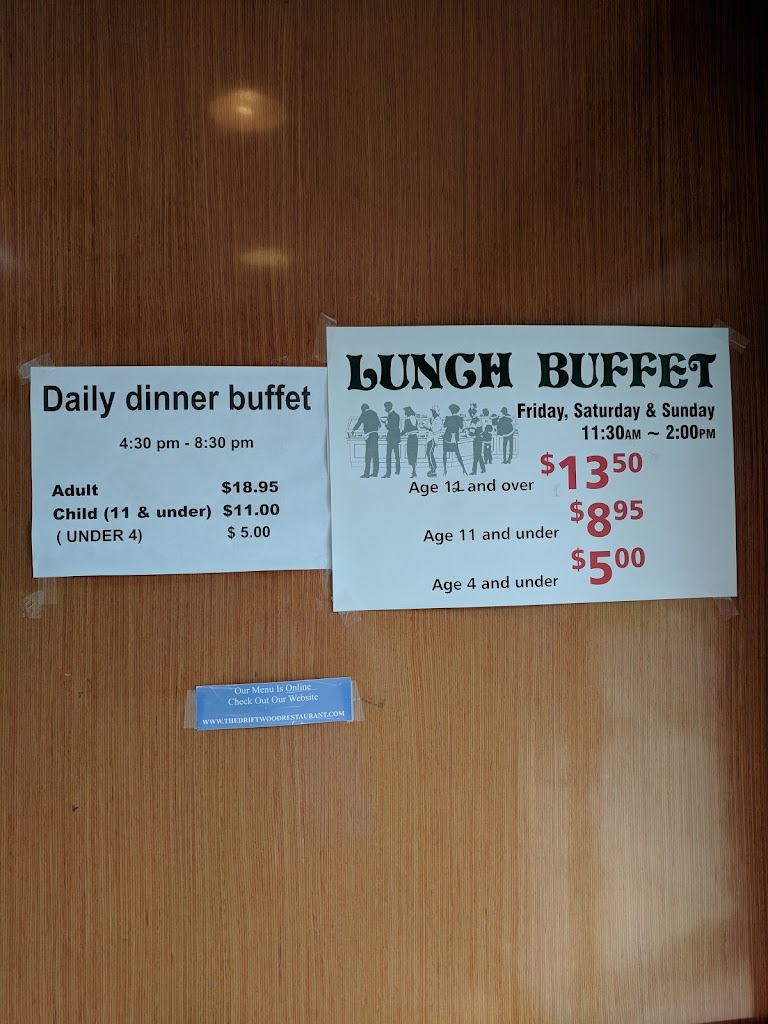 Daily dinner buffet
4:30 pm - 8:30 pm
Adult $18.95
Child (11 & under) $11.00
( UNDER 4) $ 5.00
LUNCH BUFFET
Friday, Saturday & Sunday
11:30AM ~ 2:00PM
Age 12 and over $13 50
Age 11 and under $8 95
Age 4 and under $5 00
Our Menu Is Online
Check Out Our Website
WWW.THEDRIFTWOODRESTAURANT.COM